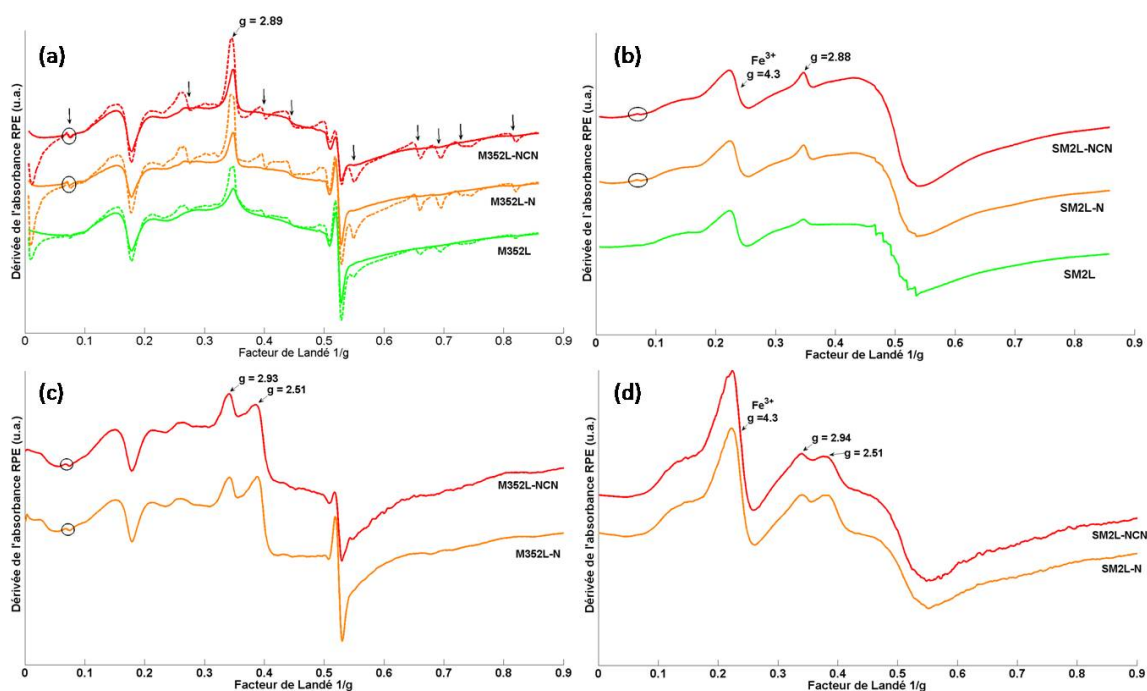 (a)
g = 2.89
M352L-NCN
M352L-N
M352L
Dérivée de l'absorbance RPE (u.a.)
0 0.1 0.2 0.3 0.4 0.5 0.6 0.7 0.8 0.9
Facteur de Landé 1/g
(b)
Fe³⁺
g =4.3
g =2.88
SM2L-NCN
SM2L-N
SM2L
Dérivée de l'absorbance RPE (u.a.)
0 0.1 0.2 0.3 0.4 0.5 0.6 0.7 0.8 0.9
Facteur de Landé 1/g
(c)
g = 2.93
g = 2.51
M352L-NCN
M352L-N
Dérivée de l'absorbance RPE (u.a.)
0 0.1 0.2 0.3 0.4 0.5 0.6 0.7 0.8 0.9
Facteur de Landé 1/g
(d)
Fe³⁺
g =4.3
g = 2.94
g = 2.51
SM2L-NCN
SM2L-N
Dérivée de l'absorbance RPE (u.a.)
0 0.1 0.2 0.3 0.4 0.5 0.6 0.7 0.8 0.9
Facteur de Landé 1/g